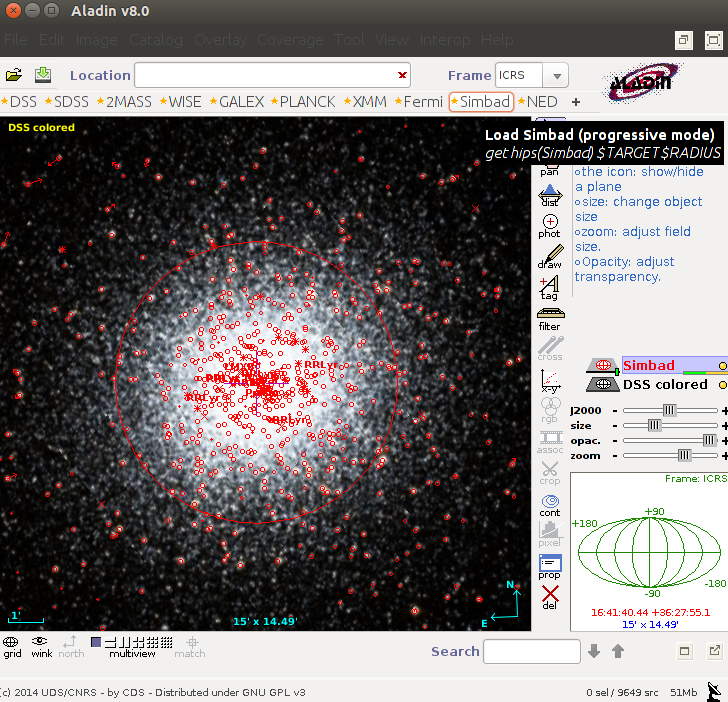 Aladin v8.0
File Edit Image Catalog Overlay Coverage Tool View Interop Help
Location
Frame ICRS
ALADIN
DSS SDSS 2MASS WISE GALEX PLANCK XMM Fermi Simbad NED +
DSS colored
Load Simbad (progressive mode)
get hips(Simbad) $TARGET $RADIUS
pan
the icon: show/hide
a plane
size: change object
size
zoom: adjust field
size.
Opacity: adjust
transparency.
dist
phot
draw
tag
filter
cross
x-y
rgb
assoc
crop
cont
pixel
prop
del
RRLyr
RRLyr
RRLyr
Simbad
DSS colored
J2000 - +
size - +
opac. - +
zoom - +
Frame: ICRS
+90
+180
-180
-90
16:41:40.44 +36:27:55.1
15' x 14.49'
1'
15' x 14.49'
N
E
grid wink north multiview match
Search
(c) 2014 UDS/CNRS - by CDS - Distributed under GNU GPL v3
0 sel / 9649 src 51Mb